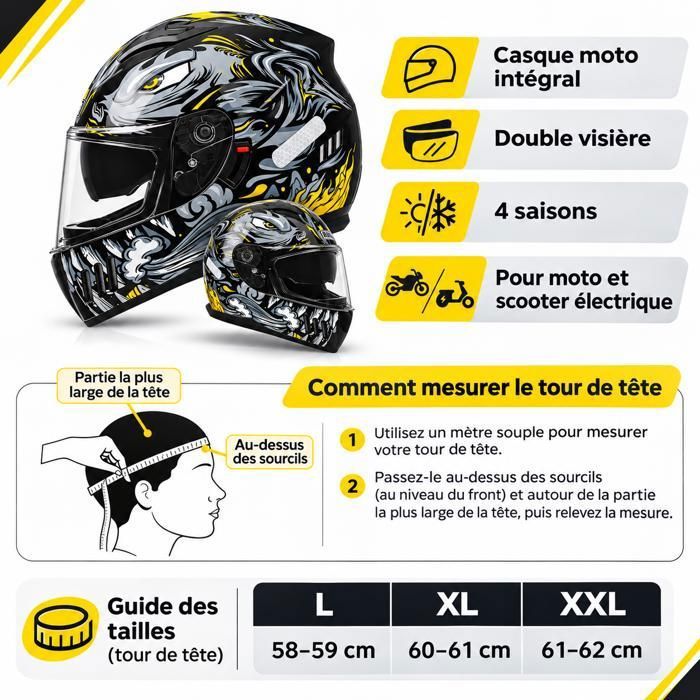 Casque moto
intégral
Double visière
4 saisons
Pour moto et
scooter électrique
Partie la plus
large de la tête
Au-dessus
des sourcils
Comment mesurer le tour de tête
1 Utilisez un mètre souple pour mesurer
votre tour de tête.
2 Passez-le au-dessus des sourcils
(au niveau du front) et autour de la partie
la plus large de la tête, puis relevez la mesure.
Guide des
tailles
(tour de tête)
L XL XXL
58–59 cm 60–61 cm 61–62 cm